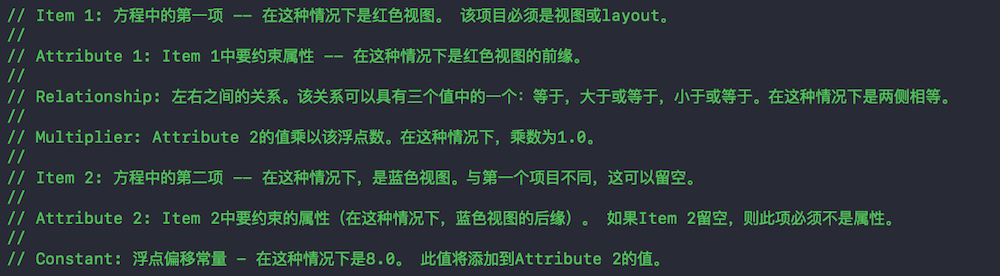 // Item 1: 方程中的第一项 -- 在这种情况下是红色视图。 该项目必须是视图或layout。
//
// Attribute 1: Item 1中要约束属性 -- 在这种情况下是红色视图的前缘。
//
// Relationship: 左右之间的关系。该关系可以具有三个值中的一个：等于，大于或等于，小于或等于。在这种情况下是两侧相等。
//
// Multiplier: Attribute 2的值乘以该浮点数。在这种情况下，乘数为1.0。
//
// Item 2: 方程中的第二项 -- 在这种情况下，是蓝色视图。与第一个项目不同，这可以留空。
//
// Attribute 2: Item 2中要约束的属性（在这种情况下，蓝色视图的后缘）。 如果Item 2留空，则此项必须不是属性。
//
// Constant: 浮点偏移常量 - 在这种情况下是8.0。 此值将添加到Attribute 2的值。